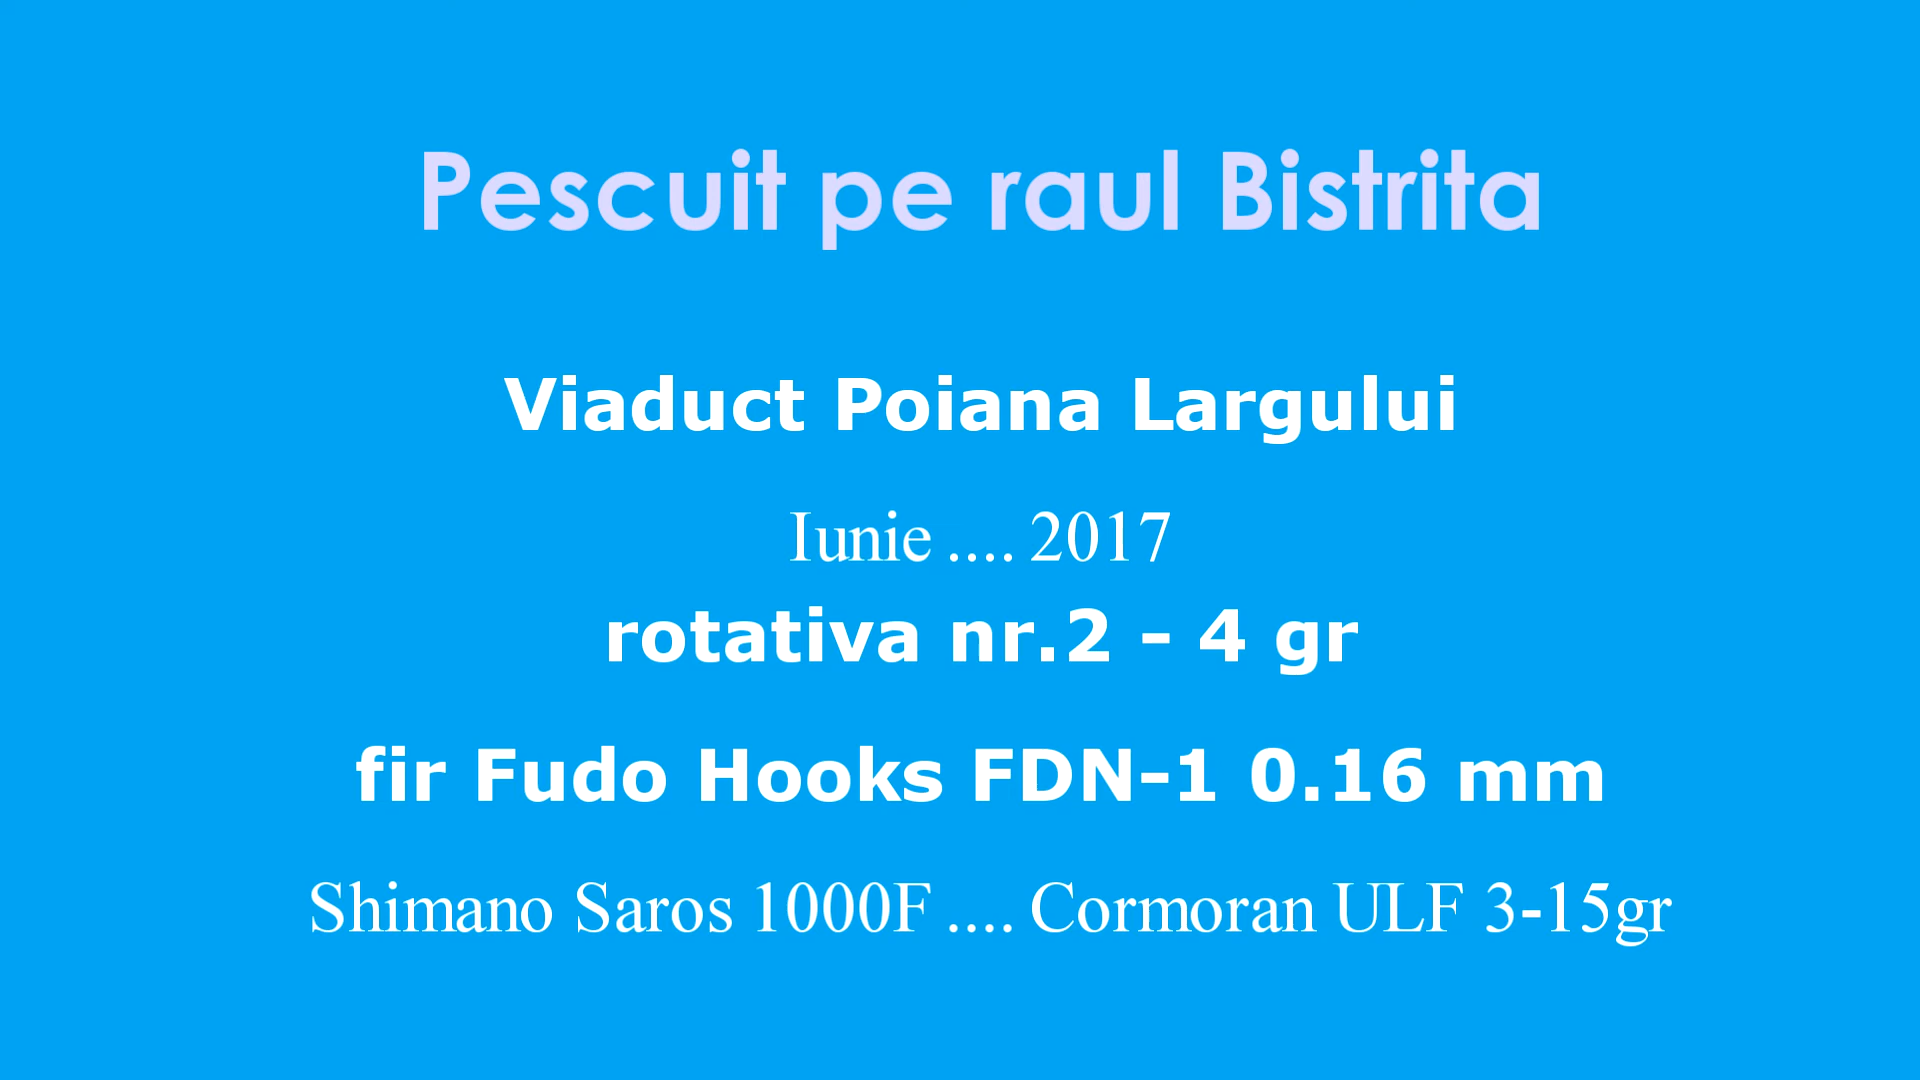 Pescuit pe raul Bistrita
Viaduct Poiana Largului
Iunie .... 2017
rotativa nr.2 - 4 gr
fir Fudo Hooks FDN-1 0.16 mm
Shimano Saros 1000F .... Cormoran ULF 3-15gr